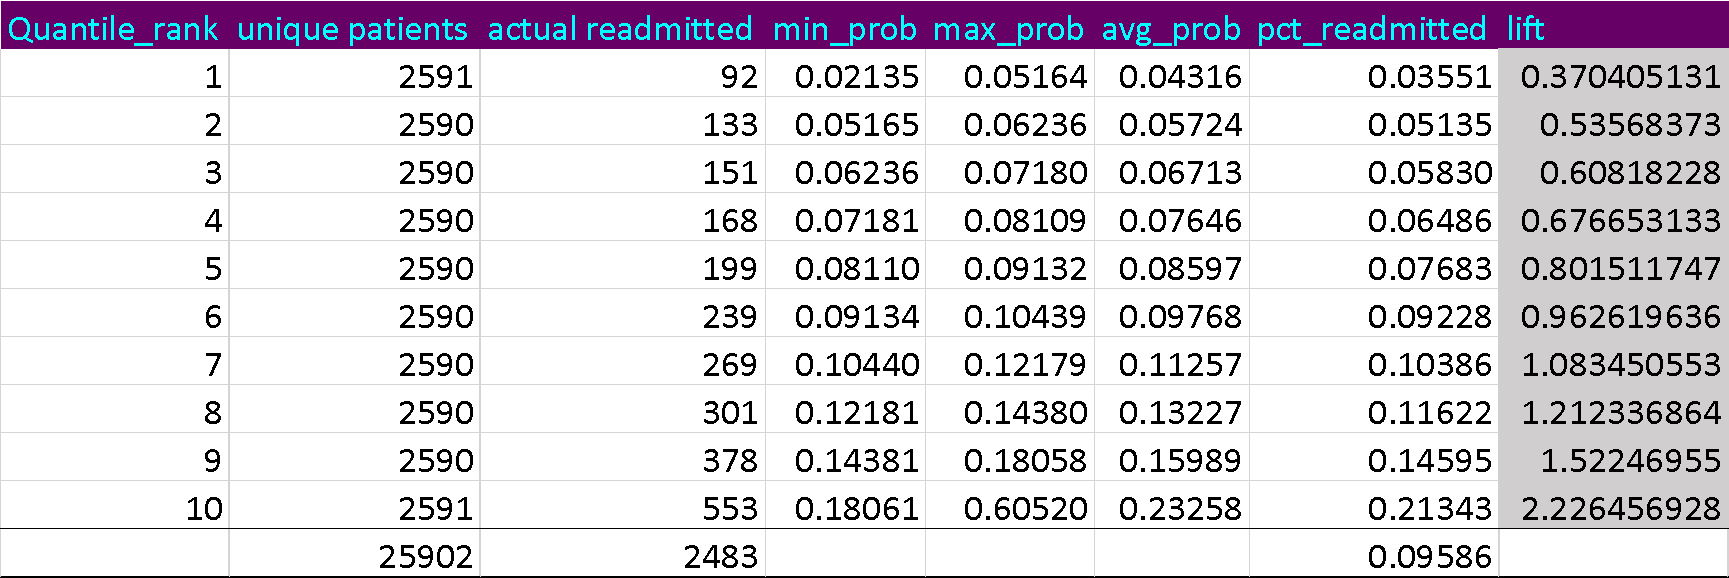 Quantile_rank unique patients actual readmitted min_prob max_prob avg_prob pct_readmitted lift
1 2591 92 0.02135 0.05164 0.04316 0.03551 0.370405131
2 2590 133 0.05165 0.06236 0.05724 0.05135 0.53568373
3 2590 151 0.06236 0.07180 0.06713 0.05830 0.60818228
4 2590 168 0.07181 0.08109 0.07646 0.06486 0.676653133
5 2590 199 0.08110 0.09132 0.08597 0.07683 0.801511747
6 2590 239 0.09134 0.10439 0.09768 0.09228 0.962619636
7 2590 269 0.10440 0.12179 0.11257 0.10386 1.083450553
8 2590 301 0.12181 0.14380 0.13227 0.11622 1.212336864
9 2590 378 0.14381 0.18058 0.15989 0.14595 1.52246955
10 2591 553 0.18061 0.60520 0.23258 0.21343 2.226456928
25902 2483 0.09586